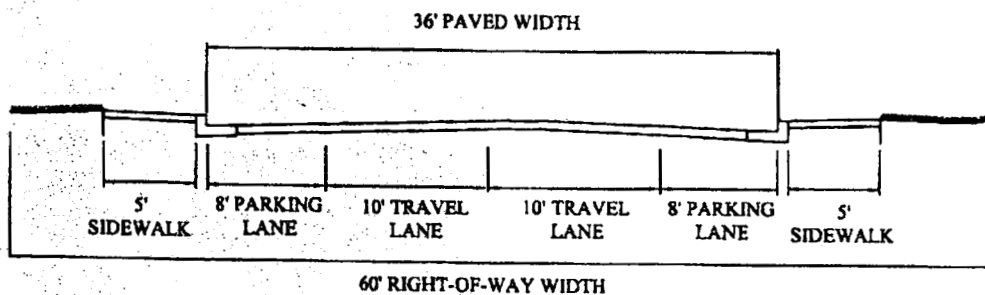 36' PAVED WIDTH
5'
SIDEWALK
8' PARKING
LANE
10' TRAVEL
LANE
10' TRAVEL
LANE
8' PARKING
LANE
5'
SIDEWALK
60' RIGHT-OF-WAY WIDTH